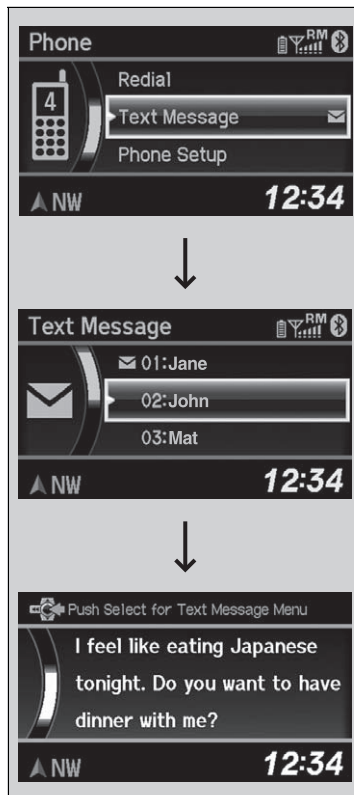 Phone
RM
4
Redial
Text Message
Phone Setup
NW
12:34
Text Message
RM
01:Jane
02:John
03:Mat
NW
12:34
Push Select for Text Message Menu
I feel like eating Japanese
tonight. Do you want to have
dinner with me?
NW
12:34